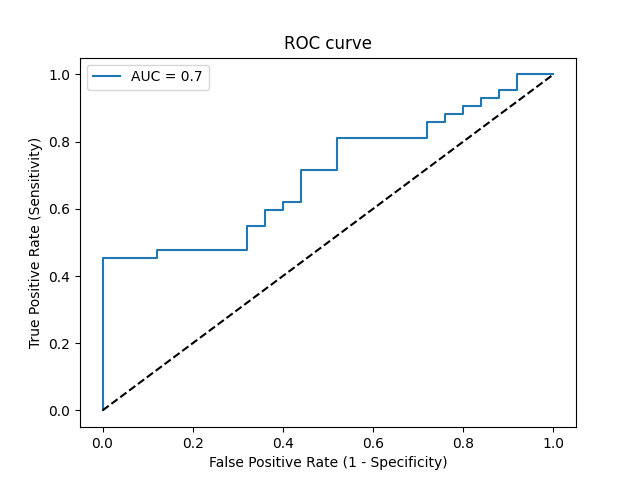 ROC curve
AUC = 0.7
True Positive Rate (Sensitivity)
1.0
0.8
0.6
0.4
0.2
0.0
0.0 0.2 0.4 0.6 0.8 1.0
False Positive Rate (1 - Specificity)